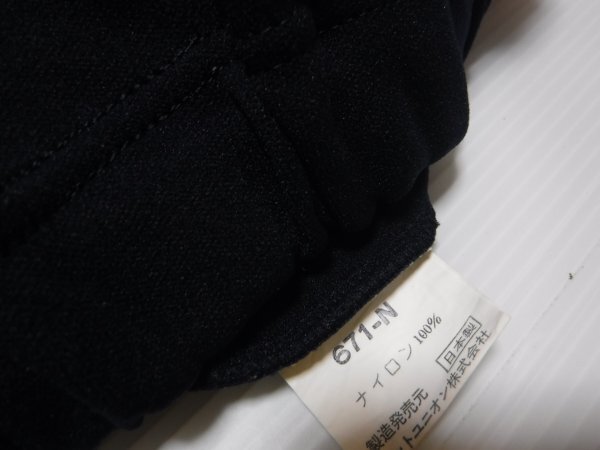 671-N
ナイロン 100%
日本製
製造発売元
トユニオン株式会社